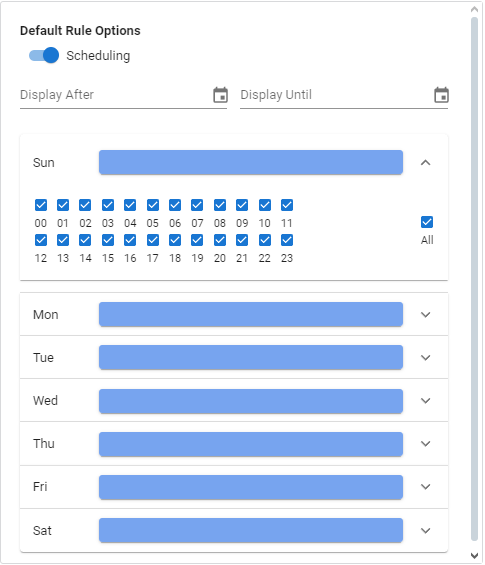 Default Rule Options
Scheduling
Display After Display Until
Sun
00 01 02 03 04 05 06 07 08 09 10 11
12 13 14 15 16 17 18 19 20 21 22 23
All
Mon
Tue
Wed
Thu
Fri
Sat